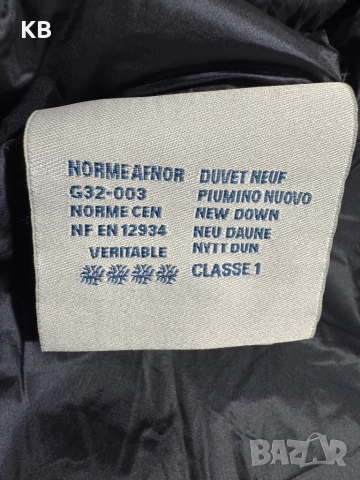 KB
NORME AFNOR
G32-003
NORME CEN
NF EN 12934
VERITABLE
DUVET NEUF
PIUMINO NUOVO
NEW DOWN
NEU DAUNE
NYTT DUN
CLASSE 1
BAZAR